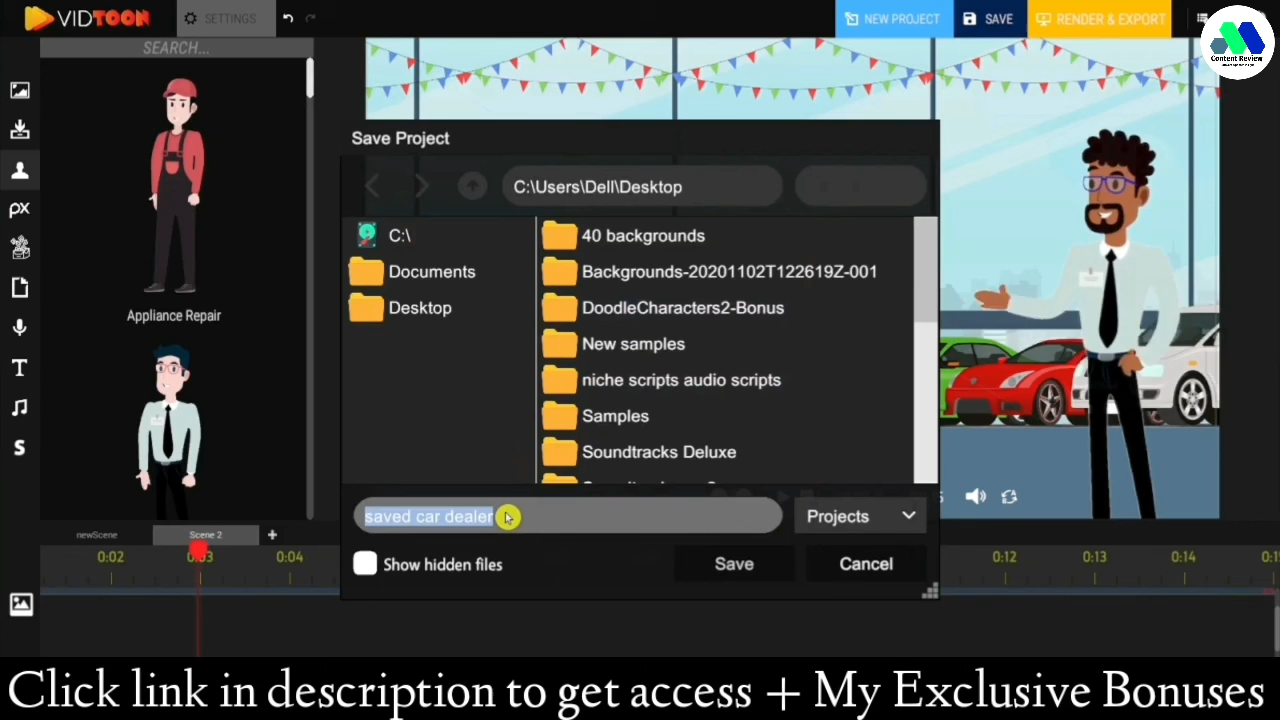 VIDTOON
SETTINGS
NEW PROJECT
SAVE
RENDER & EXPORT
Content Review
SEARCH...
Appliance Repair
Save Project
C:\Users\Dell\Desktop
C:\
Documents
Desktop
40 backgrounds
Backgrounds-20201102T122619Z-001
DoodleCharacters2-Bonus
New samples
niche scripts audio scripts
Samples
Soundtracks Deluxe
saved car dealer
Projects
Show hidden files
Save
Cancel
px
T
S
newScene
Scene 2
+
0:02
0:03
0:04
0:12
0:13
0:14
Click link in description to get access + My Exclusive Bonuses